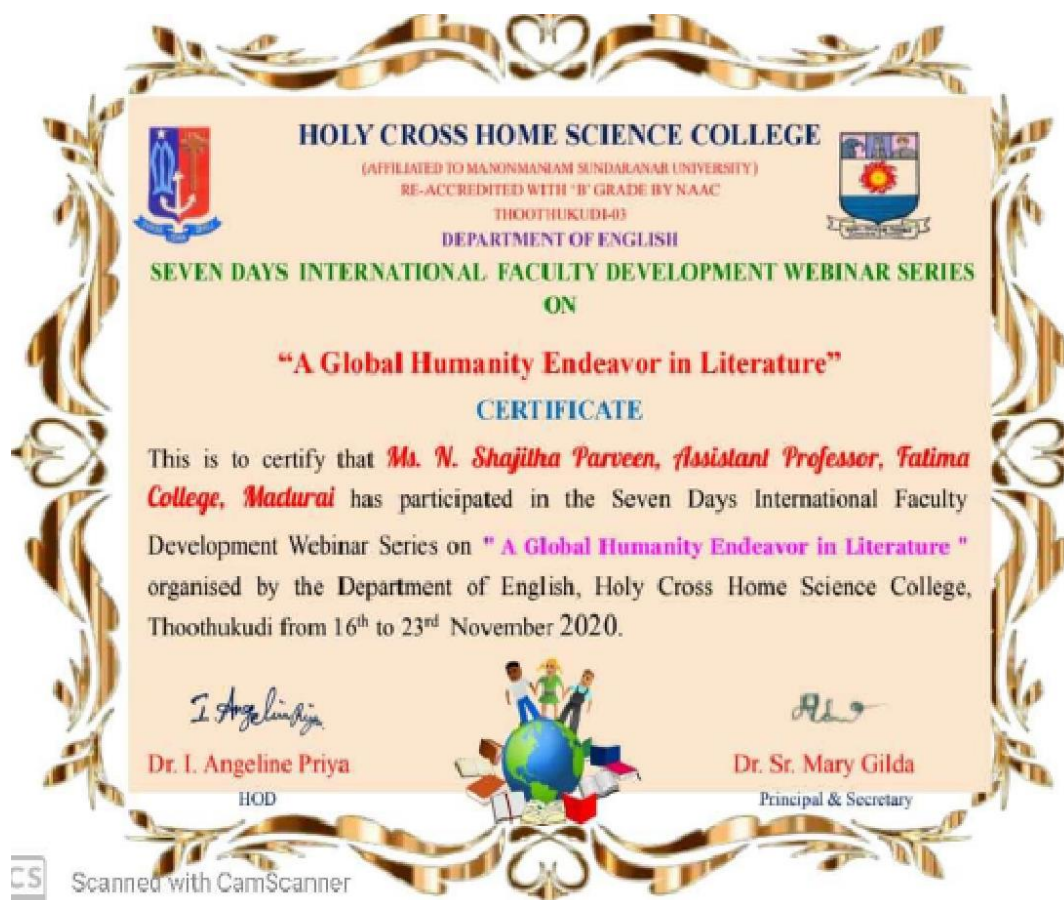 HOLY CROSS HOME SCIENCE COLLEGE
(AFFILIATED TO MANONMANIAM SUNDARANAR UNIVERSITY)
RE-ACCREDITED WITH 'B' GRADE BY NAAC
THOOTHUKUDI-03
DEPARTMENT OF ENGLISH
SEVEN DAYS INTERNATIONAL FACULTY DEVELOPMENT WEBINAR SERIES
ON
“A Global Humanity Endeavor in Literature”
CERTIFICATE
This is to certify that Ms. N. Shajitha Parveen, Assistant Professor, Fatima
College, Madurai has participated in the Seven Days International Faculty
Development Webinar Series on " A Global Humanity Endeavor in Literature "
organised by the Department of English, Holy Cross Home Science College,
Thoothukudi from 16th to 23rd November 2020.
I. Angelin Priya
Dr. I. Angeline Priya
HOD
Dr. Sr. Mary Gilda
Principal & Secretary
CS Scanned with CamScanner